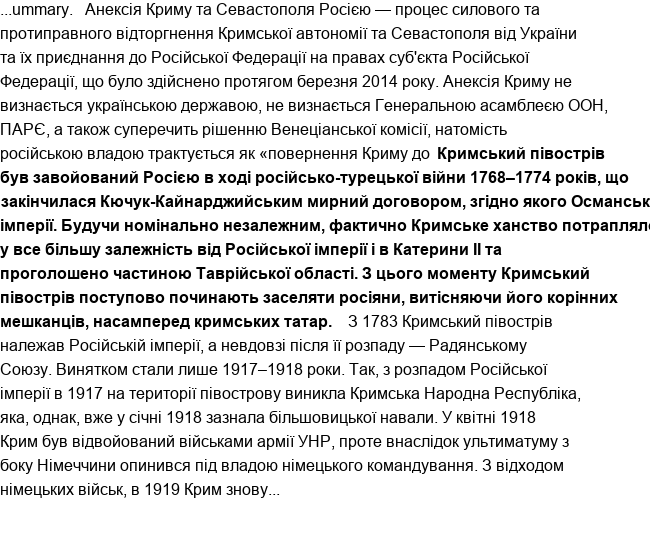 ...ummary. Анексія Криму та Севастополя Росією — процес силового та
протиправного відторгнення Кримської автономії та Севастополя від України
та їх приєднання до Російської Федерації на правах суб'єкта Російської
Федерації, що було здійснено протягом березня 2014 року. Анексія Криму не
визнається українською державою, не визнається Генеральною асамблеєю ООН,
ПАРЄ, а також суперечить рішенню Венеціанської комісії, натомість
російською владою трактується як «повернення Криму до Кримський півострів
був завойований Росією в ході російсько-турецької війни 1768–1774 років, що
закінчилася Кючук-Кайнарджийським мирний договором, згідно якого Османськ
імперії. Будучи номінально незалежним, фактично Кримське ханство потрапляло
у все більшу залежність від Російської імперії і в Катерини II та
проголошено частиною Таврійської області. З цього моменту Кримський
півострів поступово починають заселяти росіяни, витісняючи його корінних
мешканців, насамперед кримських татар. З 1783 Кримський півострів
належав Російській імперії, а невдовзі після її розпаду — Радянському
Союзу. Винятком стали лише 1917–1918 роки. Так, з розпадом Російської
імперії в 1917 на території півострову виникла Кримська Народна Республіка,
яка, однак, вже у січні 1918 зазнала більшовицької навали. У квітні 1918
Крим був відвойований військами армії УНР, проте внаслідок ультиматуму з
боку Німеччини опинився під владою німецького командування. З відходом
німецьких військ, в 1919 Крим знову...